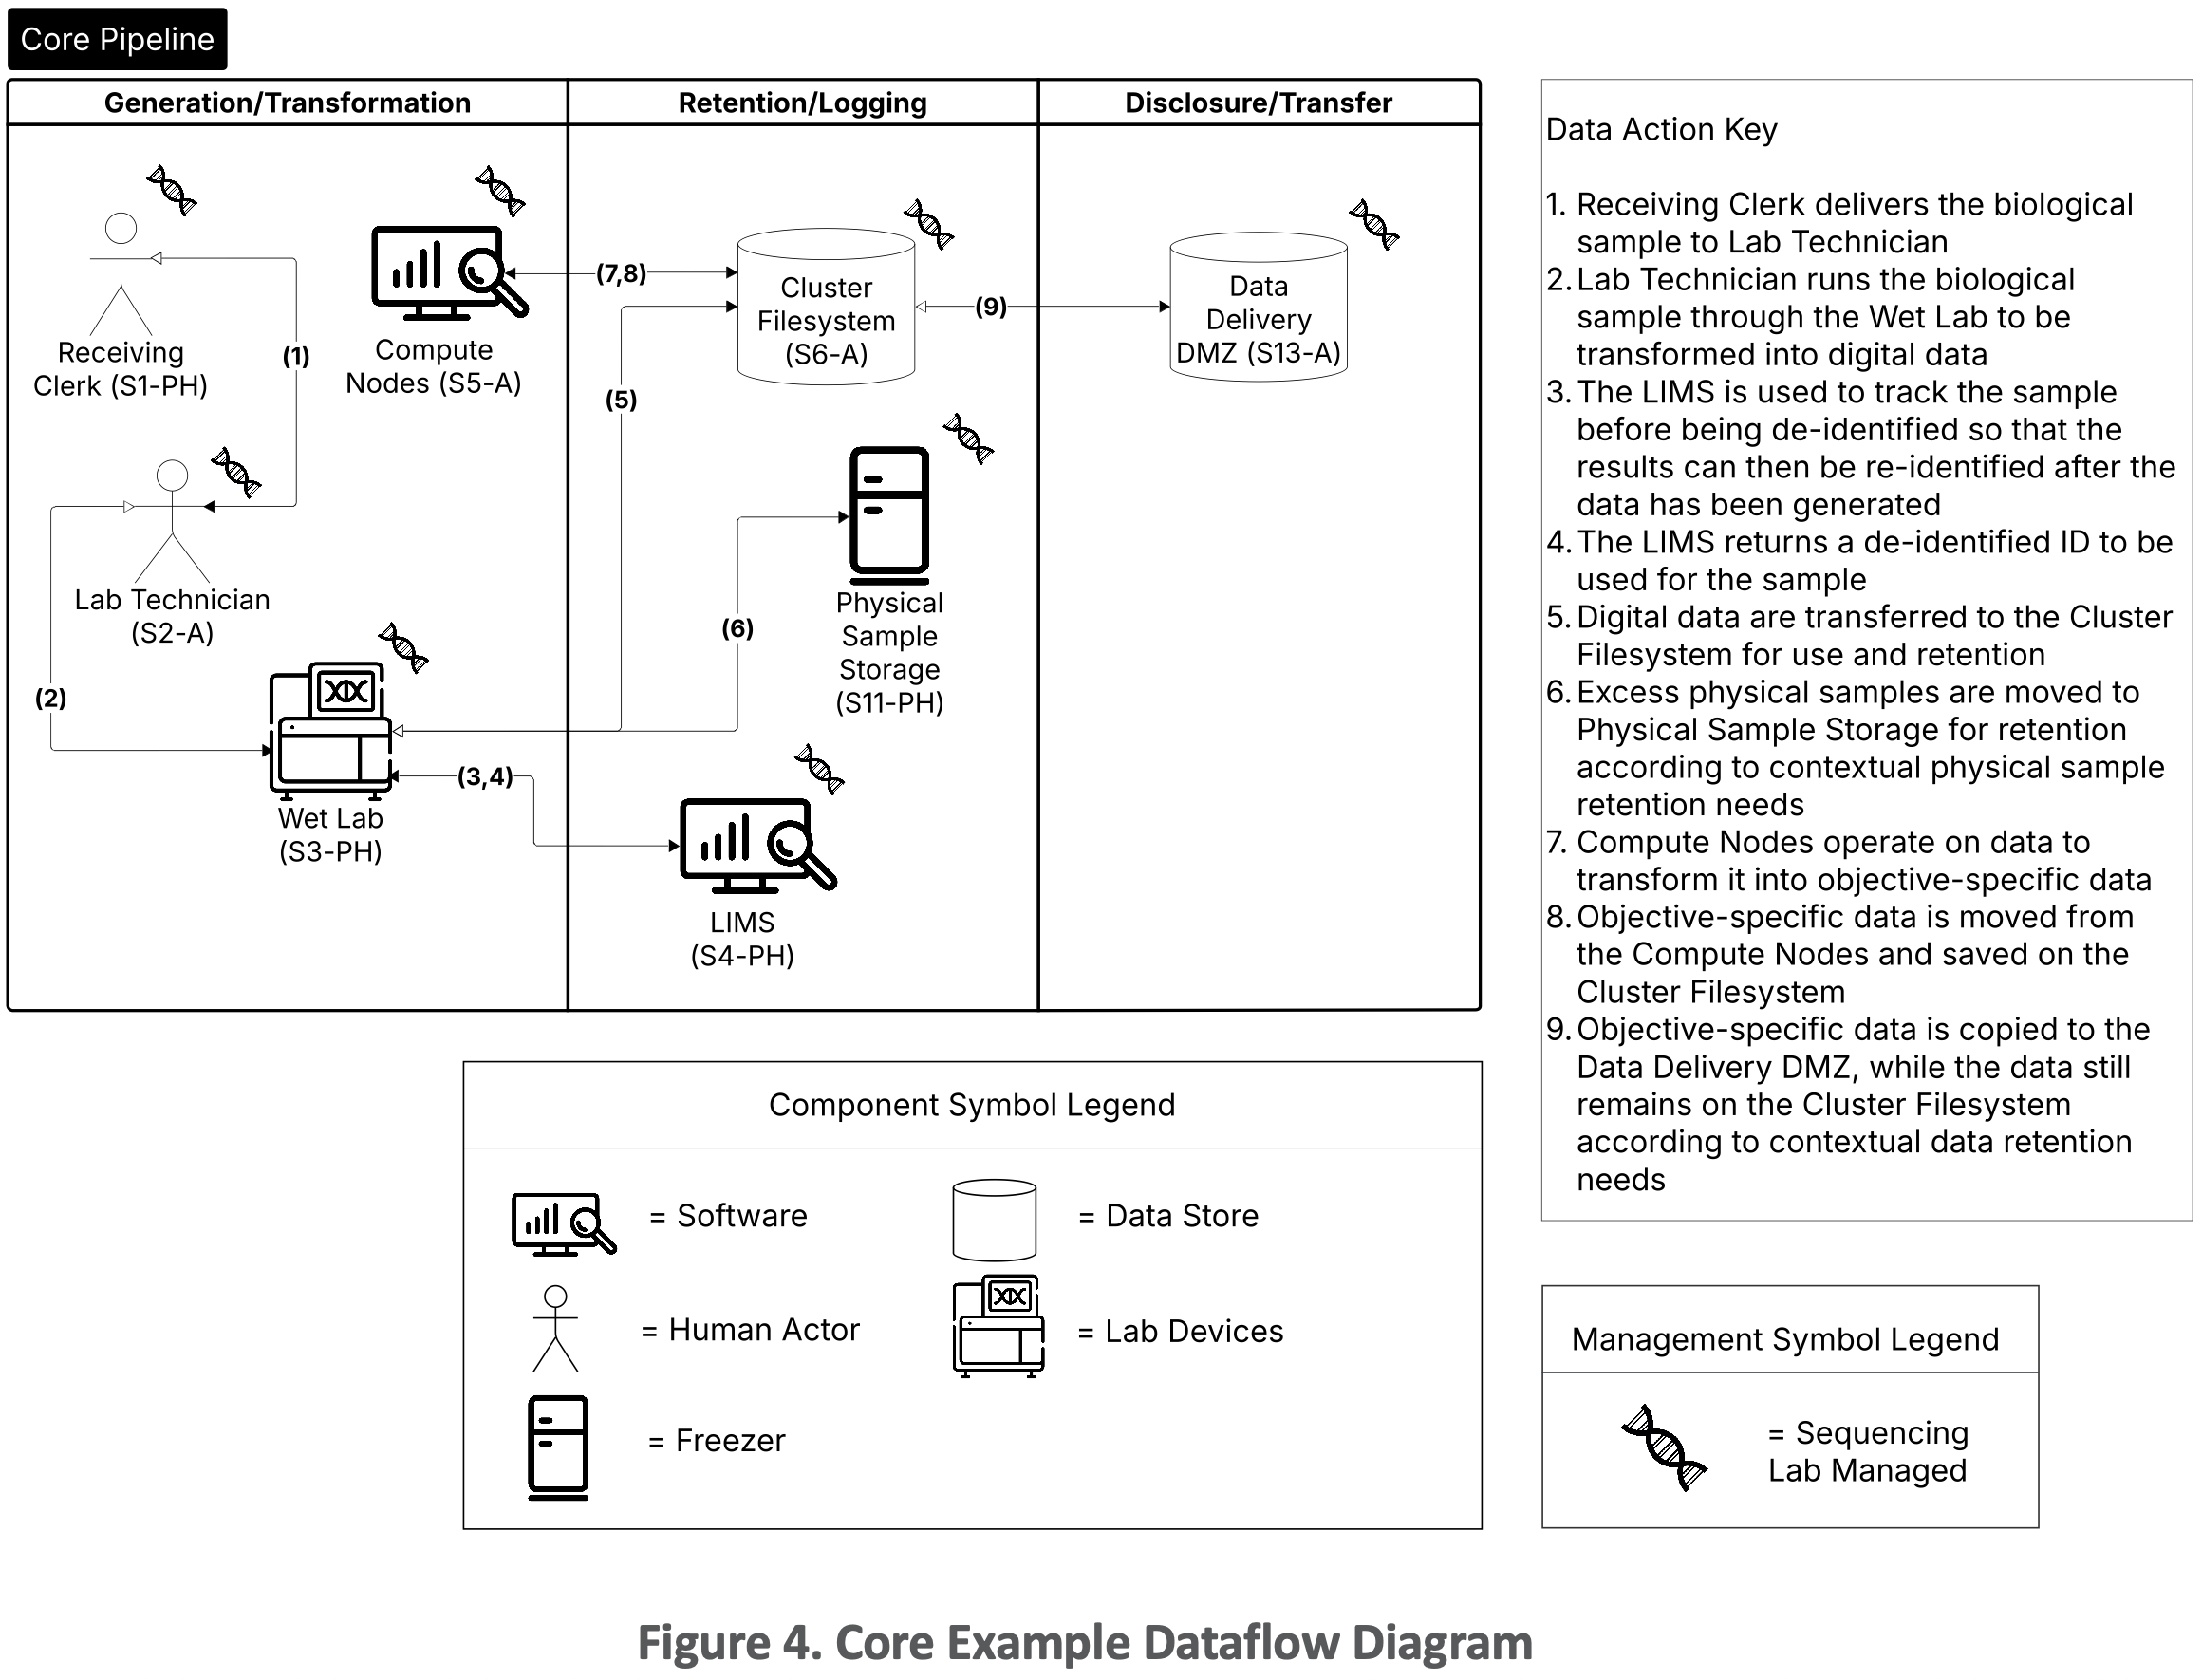 Core Pipeline
Generation/Transformation
Retention/Logging
Disclosure/Transfer
Receiving
Clerk (S1-PH)
Compute
Nodes (S5-A)
Lab Technician
(S2-A)
Wet Lab
(S3-PH)
(1)
(2)
(3,4)
(7,8)
(5)
(6)
(9)
Cluster
Filesystem
(S6-A)
Physical
Sample
Storage
(S11-PH)
LIMS
(S4-PH)
Data
Delivery
DMZ (S13-A)
Data Action Key
1. Receiving Clerk delivers the biological
sample to Lab Technician
2. Lab Technician runs the biological
sample through the Wet Lab to be
transformed into digital data
3. The LIMS is used to track the sample
before being de-identified so that the
results can then be re-identified after the
data has been generated
4. The LIMS returns a de-identified ID to be
used for the sample
5. Digital data are transferred to the Cluster
Filesystem for use and retention
6. Excess physical samples are moved to
Physical Sample Storage for retention
according to contextual physical sample
retention needs
7. Compute Nodes operate on data to
transform it into objective-specific data
8. Objective-specific data is moved from
the Compute Nodes and saved on the
Cluster Filesystem
9. Objective-specific data is copied to the
Data Delivery DMZ, while the data still
remains on the Cluster Filesystem
according to contextual data retention
needs
Component Symbol Legend
= Software
= Data Store
= Human Actor
= Lab Devices
= Freezer
Management Symbol Legend
= Sequencing
Lab Managed
Figure 4. Core Example Dataflow Diagram